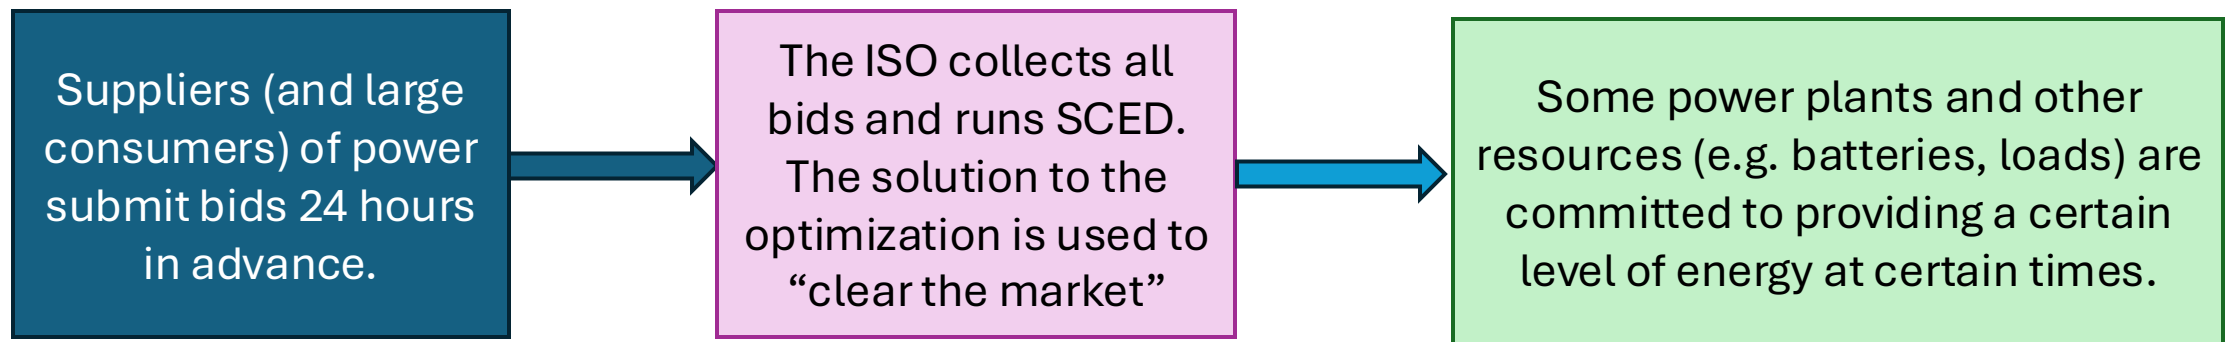 Suppliers (and large
consumers) of power
submit bids 24 hours
in advance.
The ISO collects all
bids and runs SCED.
The solution to the
optimization is used to
“clear the market”
Some power plants and other
resources (e.g. batteries, loads) are
committed to providing a certain
level of energy at certain times.